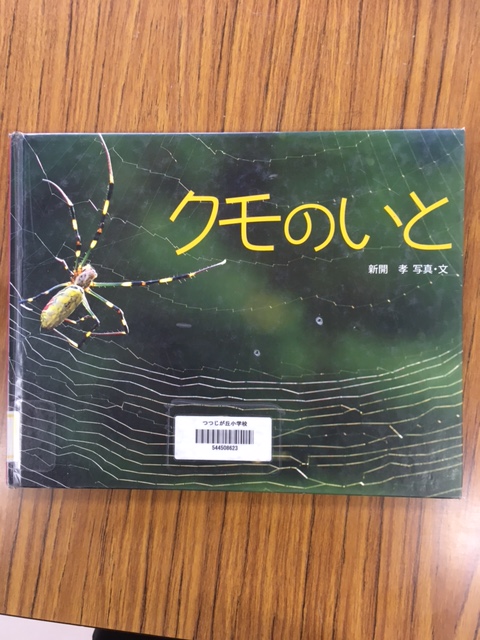 クモのいと
新開 孝 写真・文
つつじが丘小学校
544508623